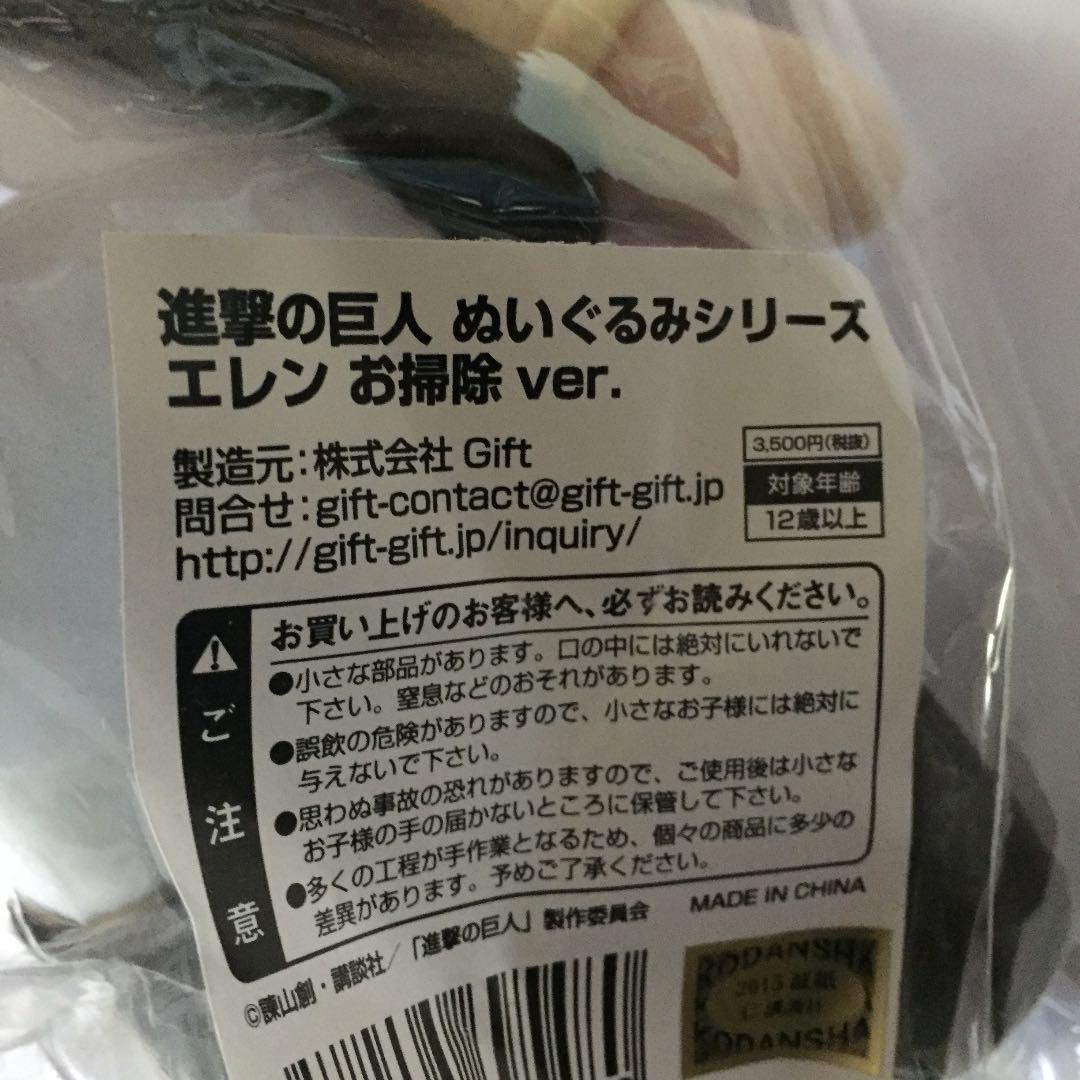 進撃の巨人 ぬいぐるみシリーズ
エレン お掃除 ver.
製造元：株式会社 Gift
問合せ：gift-contact@gift-gift.jp
http://gift-gift.jp/inquiry/
3,500円(税抜)
対象年齢
12歳以上
ご注意
お買い上げのお客様へ、必ずお読みください。
●小さな部品があります。口の中には絶対にいれないで
下さい。窒息などのおそれがあります。
●誤飲の危険がありますので、小さなお子様には絶対に
与えないで下さい。
●思わぬ事故の恐れがありますので、ご使用後は小さな
お子様の手の届かないところに保管して下さい。
●多くの工程が手作業となるため、個々の商品に多少の
差異があります。予めご了承ください。
©諫山創・講談社/「進撃の巨人」製作委員会
MADE IN CHINA
KODANSHA
2015 証紙
©講談社
KODANSHA